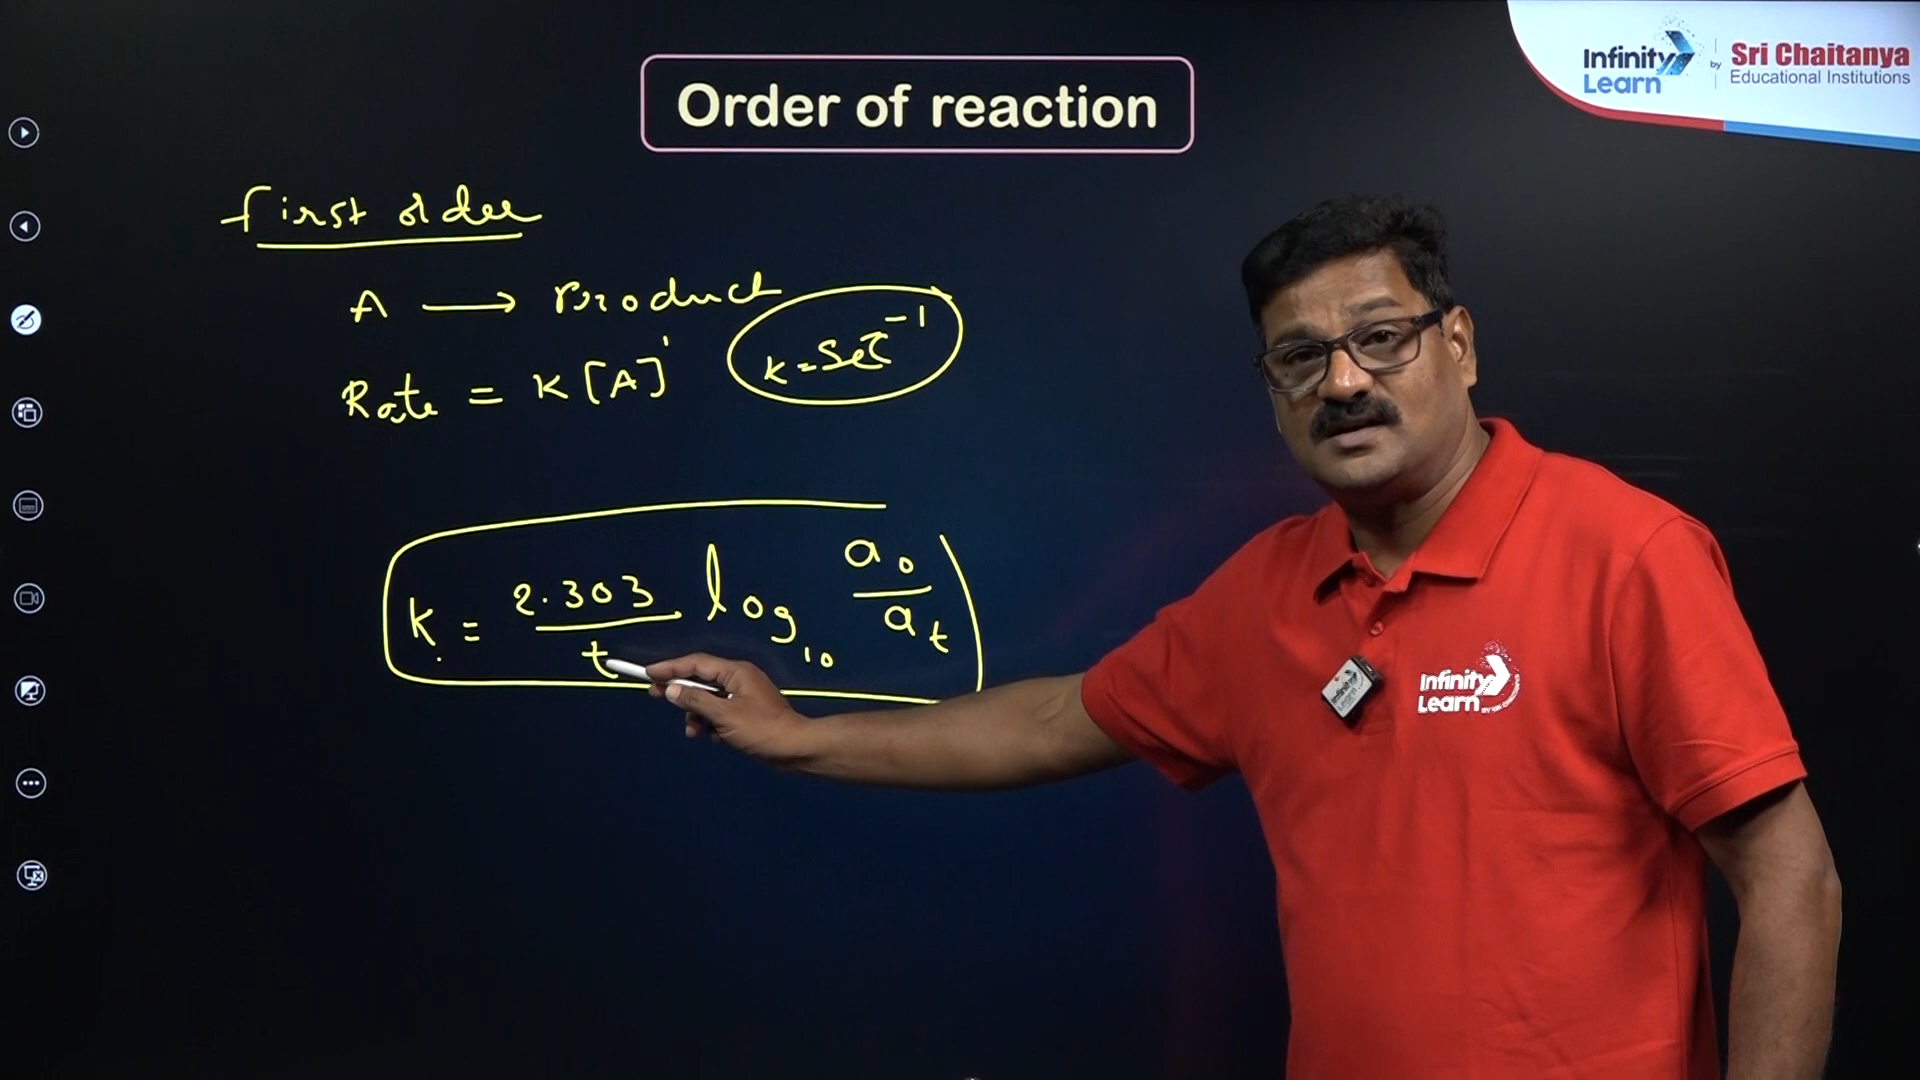 Order of reaction
Infinity Learn
by
Sri Chaitanya
Educational Institutions
First order
A → Product
k = Sec⁻¹
Rate = K[A]¹
k = 2.303/t log₁₀ a₀/aₜ
Infinity
Learn